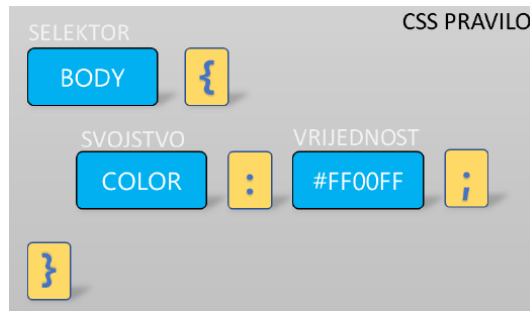 CSS PRAVILO
SELEKTOR
BODY {
SVOJSTVO VRIJEDNOST
COLOR : #FF00FF ;
}